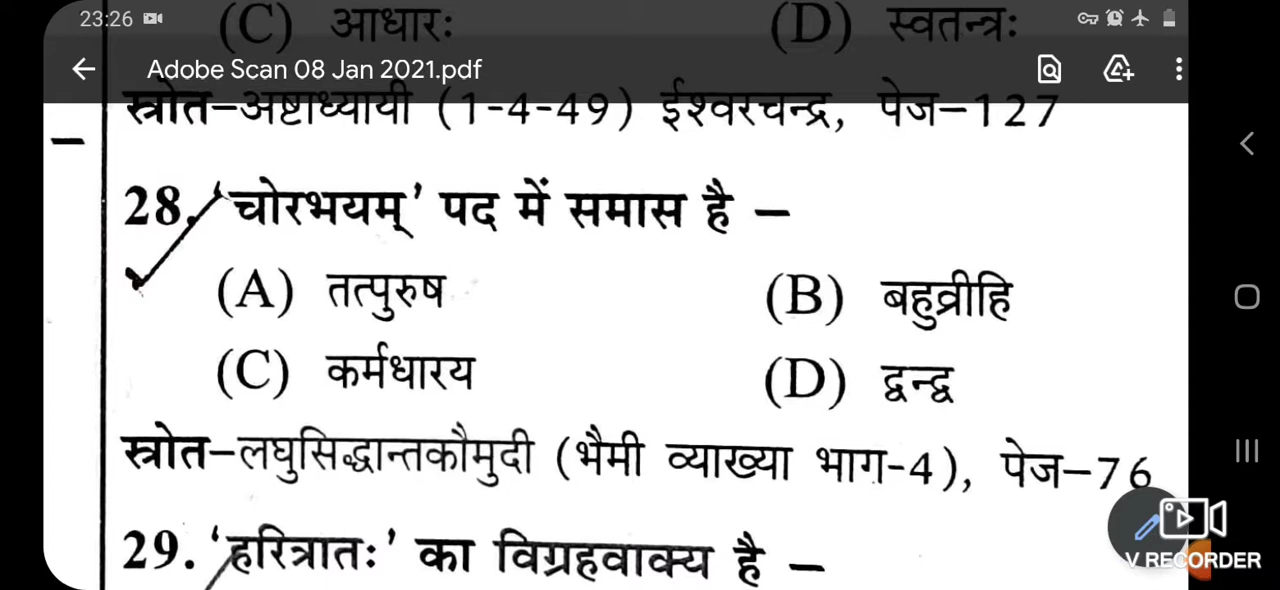 23:26
(C) आधारः (D) स्वतन्त्रः
Adobe Scan 08 Jan 2021.pdf
स्त्रोत–अष्टाध्यायी (1-4-49) ईश्वरचन्द्र, पेज–127
28. 'चोरभयम्' पद में समास है –
(A) तत्पुरुष (B) बहुव्रीहि
(C) कर्मधारय (D) द्वन्द्व
स्त्रोत–लघुसिद्धान्तकौमुदी (भैमी व्याख्या भाग-4), पेज–76
29. 'हरित्रातः' का विग्रहवाक्य है –
V RECORDER